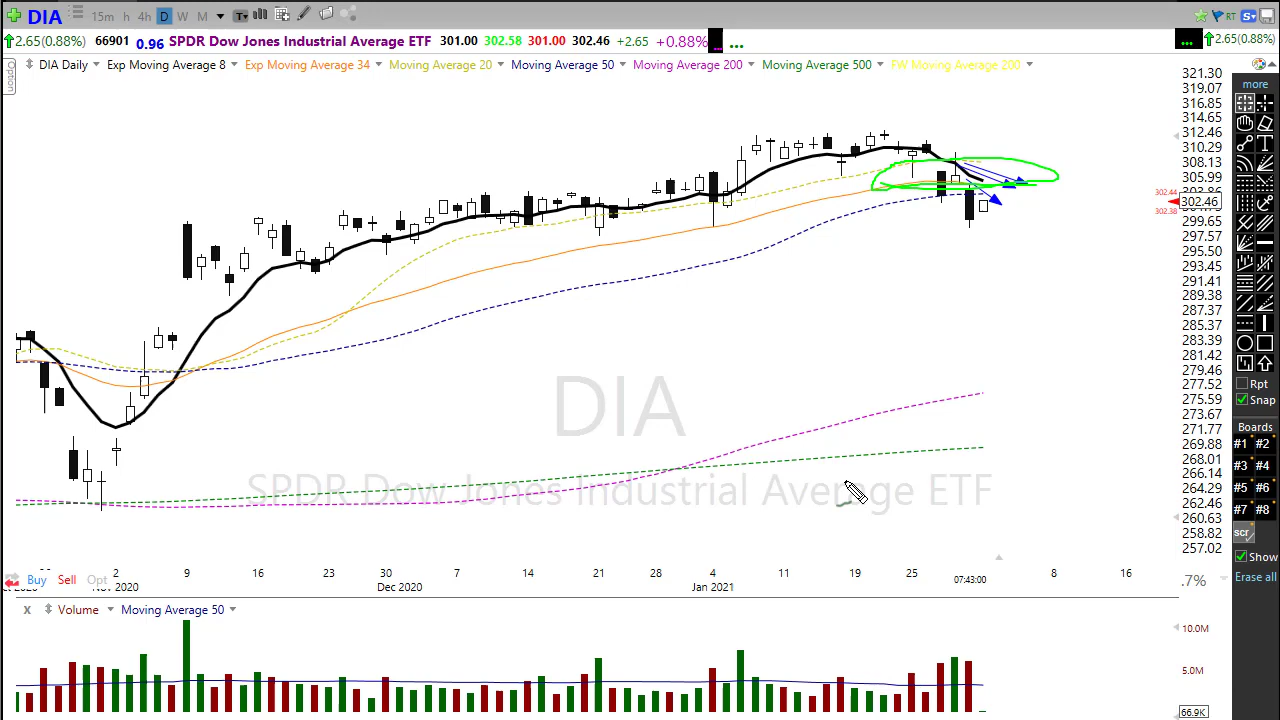 DIA 15m h 4h D W M T RT S
2.65(0.88%) 66901 0.96 SPDR Dow Jones Industrial Average ETF 301.00 302.58 301.00 302.46 +2.65 +0.88% ... ... ... 2.65(0.88%)
Option
DIA Daily Exp Moving Average 8 Exp Moving Average 34 Moving Average 20 Moving Average 50 Moving Average 200 Moving Average 500 FW Moving Average 200
more
321.30
319.07
316.85
314.65
312.46
310.29
308.13
305.99
302.44
302.46
302.38
299.65
297.57
295.50
293.45
291.41
289.38
287.37
285.37
283.39
281.42
279.46
277.52
275.59
273.67
271.77
269.88
268.01
266.14
264.29
262.46
260.63
258.82
257.02
DIA
SPDR Dow Jones Industrial Average ETF
Rpt
Snap
Boards
#1 #2
#3 #4
#5 #6
#7 #8
scr
Show
Erase all
Buy Sell Opt
2 9 16 23 30 7 14 21 28 4 11 19 25 07:43:00 8 16
2020 Dec 2020 Jan 2021
.7%
X Volume Moving Average 50
10.0M
5.0M
66.9K